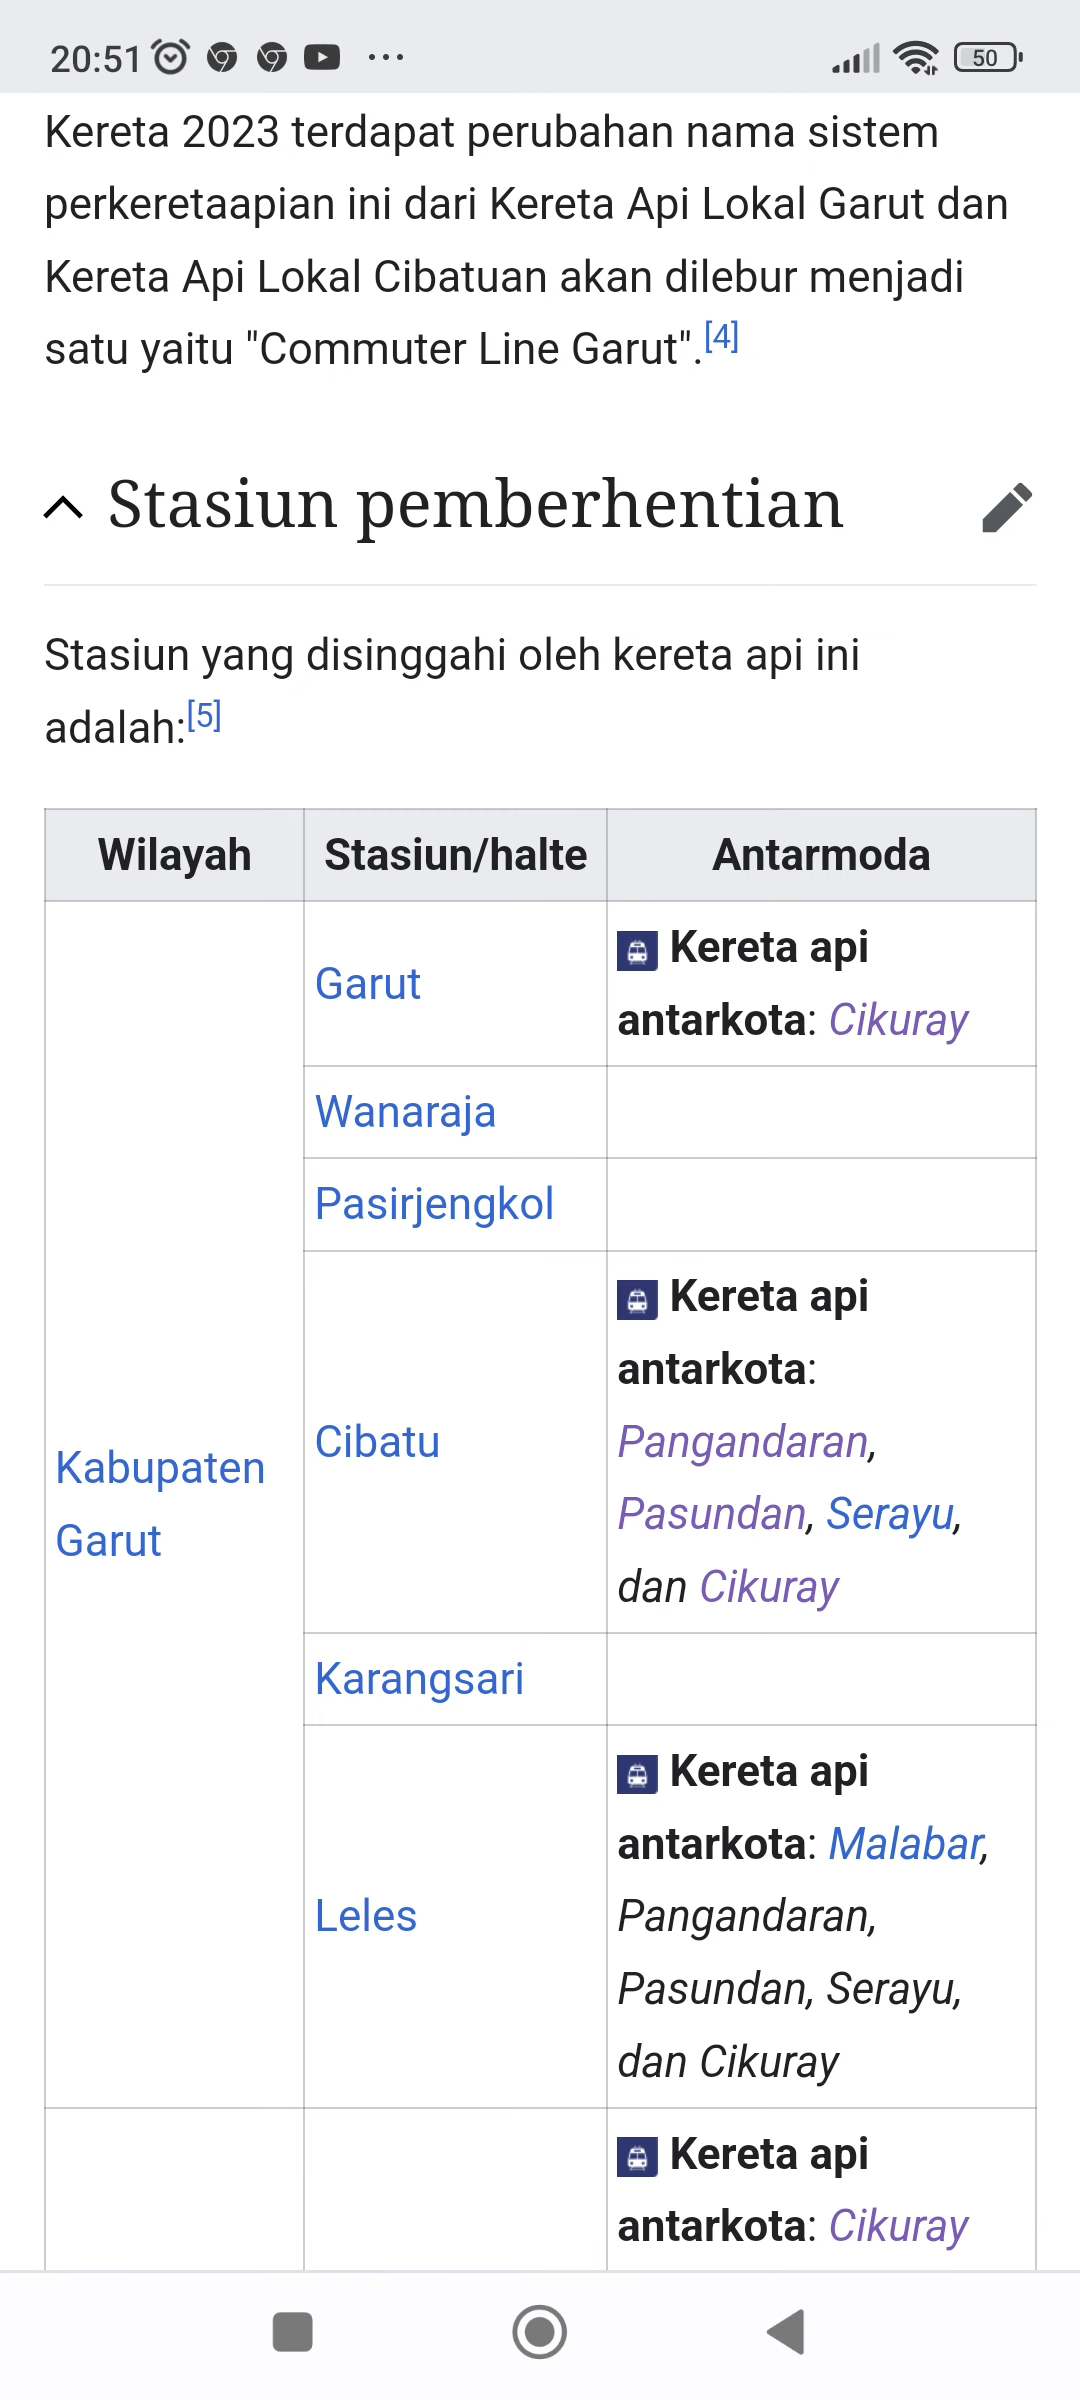 20:51
50
Kereta 2023 terdapat perubahan nama sistem
perkeretaapian ini dari Kereta Api Lokal Garut dan
Kereta Api Lokal Cibatuan akan dilebur menjadi
satu yaitu "Commuter Line Garut".[4]
Stasiun pemberhentian
Stasiun yang disinggahi oleh kereta api ini
adalah:[5]
Wilayah Stasiun/halte Antarmoda
Kabupaten
Garut
Garut
Kereta api
antarkota: Cikuray
Wanaraja
Pasirjengkol
Cibatu
Kereta api
antarkota:
Pangandaran,
Pasundan, Serayu,
dan Cikuray
Karangsari
Leles
Kereta api
antarkota: Malabar,
Pangandaran,
Pasundan, Serayu,
dan Cikuray
Kereta api
antarkota: Cikuray